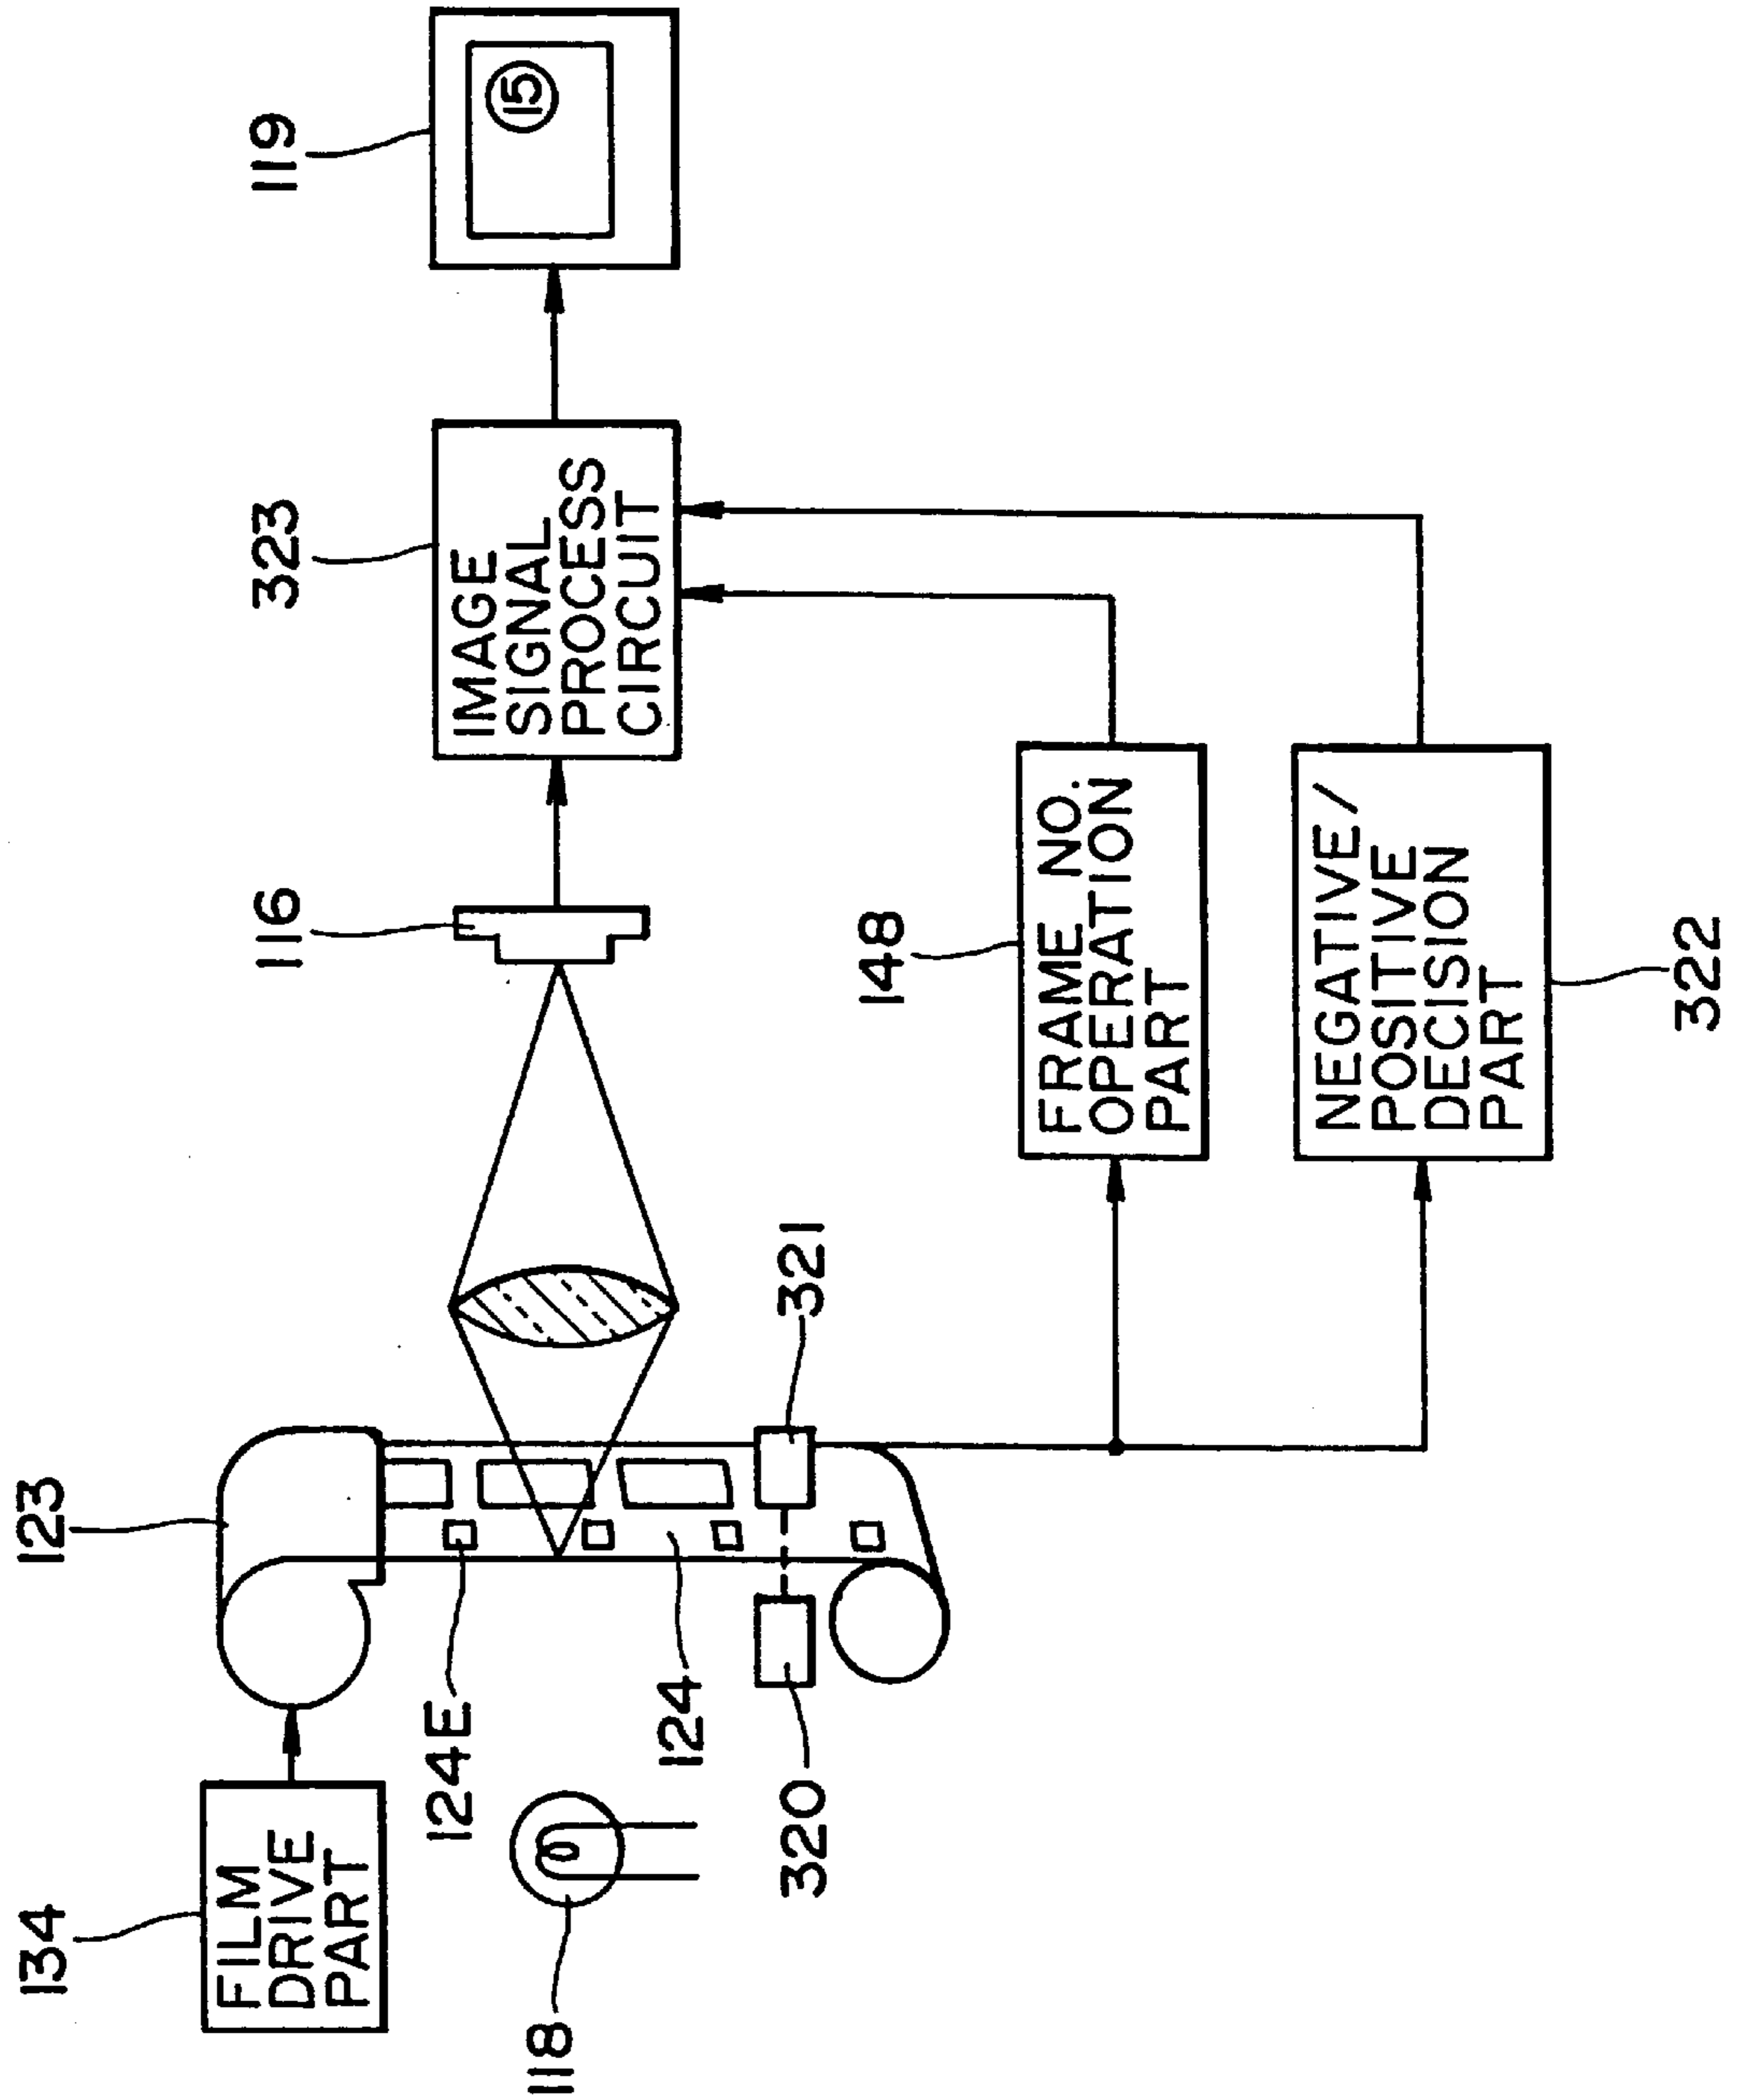 134
FILM
DRIVE
PART
123
118
124E
124
320
321
116
323
IMAGE
SIGNAL
PROCESS
CIRCUIT
119
15
148
FRAME NO.
OPERATION
PART
NEGATIVE/
POSITIVE
DECISION
PART
322